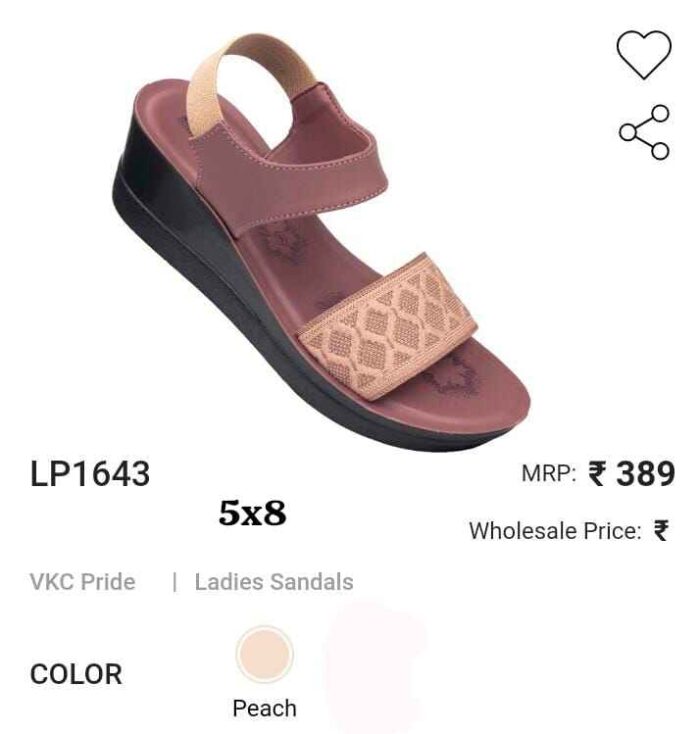 LP1643
MRP: ₹ 389
5x8
Wholesale Price: ₹
VKC Pride | Ladies Sandals
COLOR
Peach